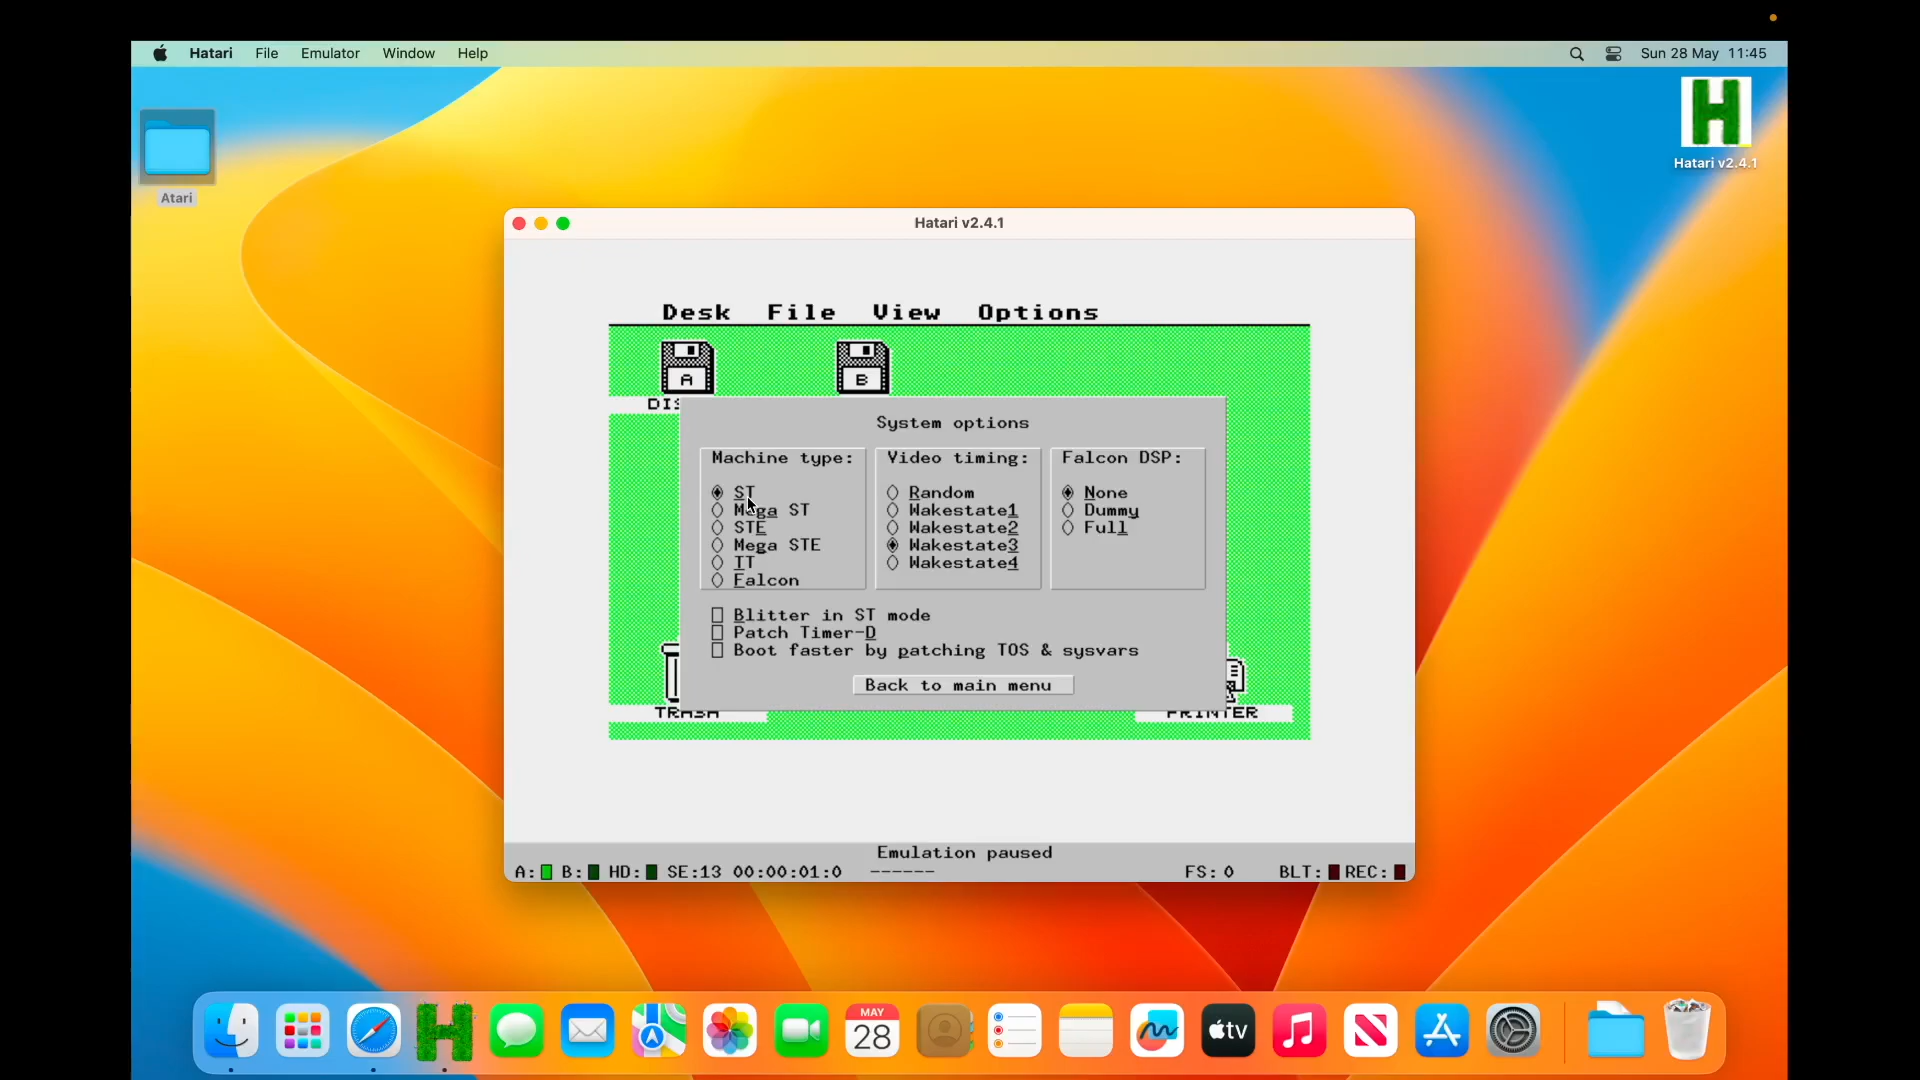 Hatari File Emulator Window Help
Sun 28 May 11:45
Atari
Hatari v2.4.1
Hatari v2.4.1
Desk File View Options
A
B
System options
Machine type:
ST
Mega ST
STE
Mega STE
TT
Falcon
Video timing:
Random
Wakestate1
Wakestate2
Wakestate3
Wakestate4
Falcon DSP:
None
Dummy
Full
Blitter in ST mode
Patch Timer-D
Boot faster by patching TOS & sysvars
Back to main menu
TRASH
PRINTER
Emulation paused
A: B: HD: SE:13 00:00:01:0 ------ FS: 0 BLT: REC:
MAY
28
tv